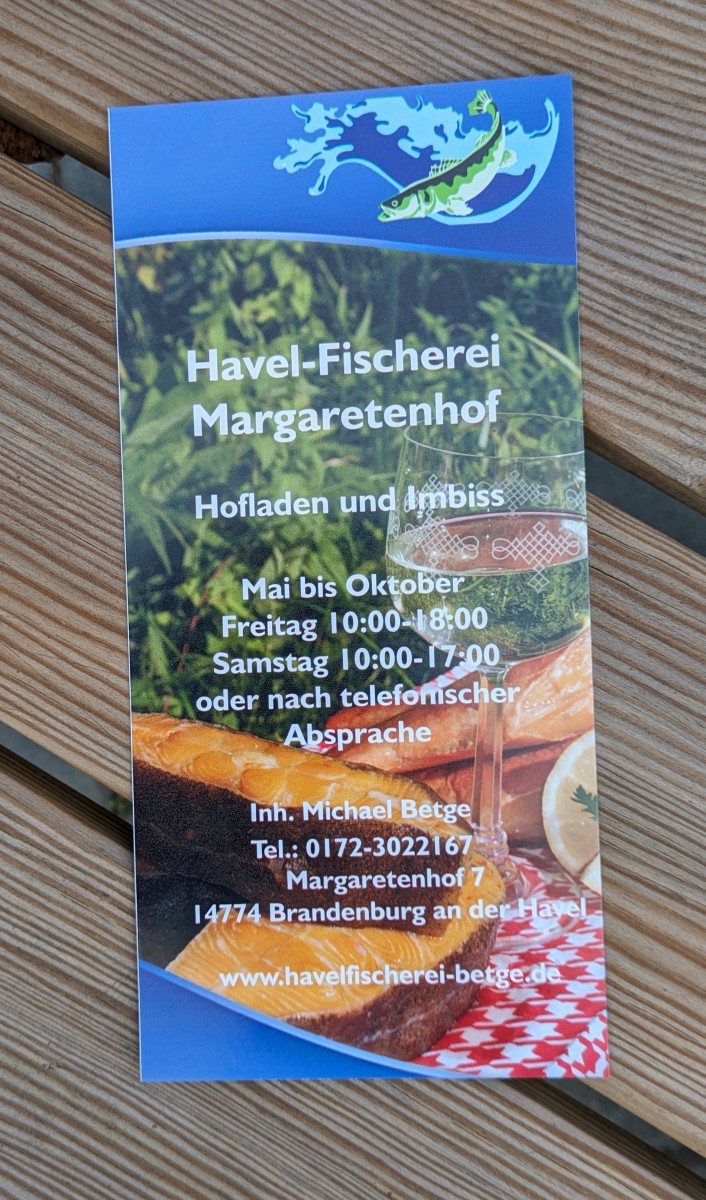 Havel-Fischerei
Margaretenhof
Hofladen und Imbiss
Mai bis Oktober
Freitag 10:00-18:00
Samstag 10:00-17:00
oder nach telefonischer
Absprache
Inh. Michael Betge
Tel.: 0172-3022167
Margaretenhof 7
14774 Brandenburg an der Havel
www.havelfischerei-betge.de